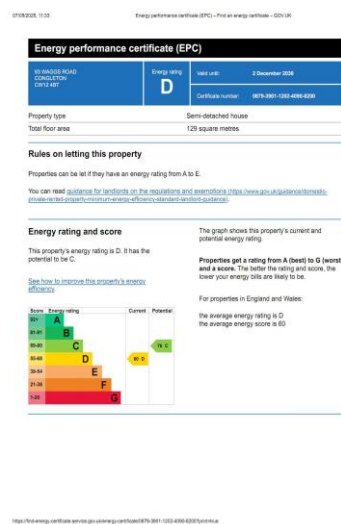 07/05/2025, 11:33 Energy performance certificate (EPC) – Find an energy certificate – GOV.UK
Energy performance certificate (EPC)
WAGGS ROAD
CONGLETON
CW12 4BT
Energy rating
D
Valid until: 2 December 2030
Certificate number:
Property type Semi-detached house
Total floor area 129 square metres
Rules on letting this property
Properties can be let if they have an energy rating from A to E.
You can read guidance for landlords on the regulations and exemptions (https://www.gov.uk/guidance/domestic-
private-rented-property-minimum-energy-efficiency-standard-landlord-guidance).
Energy rating and score
This property's energy rating is D. It has the
potential to be C.
See how to improve this property's energy
efficiency.
Score Energy rating Current Potential
92+ A
81-91 B
69-80 C
55-68 D
39-54 E
21-38 F
1-20 G
D
C
The graph shows this property's current and
potential energy rating.
Properties get a rating from A (best) to G (worst
and a score. The better the rating and score, the
lower your energy bills are likely to be.
For properties in England and Wales:
the average energy rating is D
the average energy score is 60